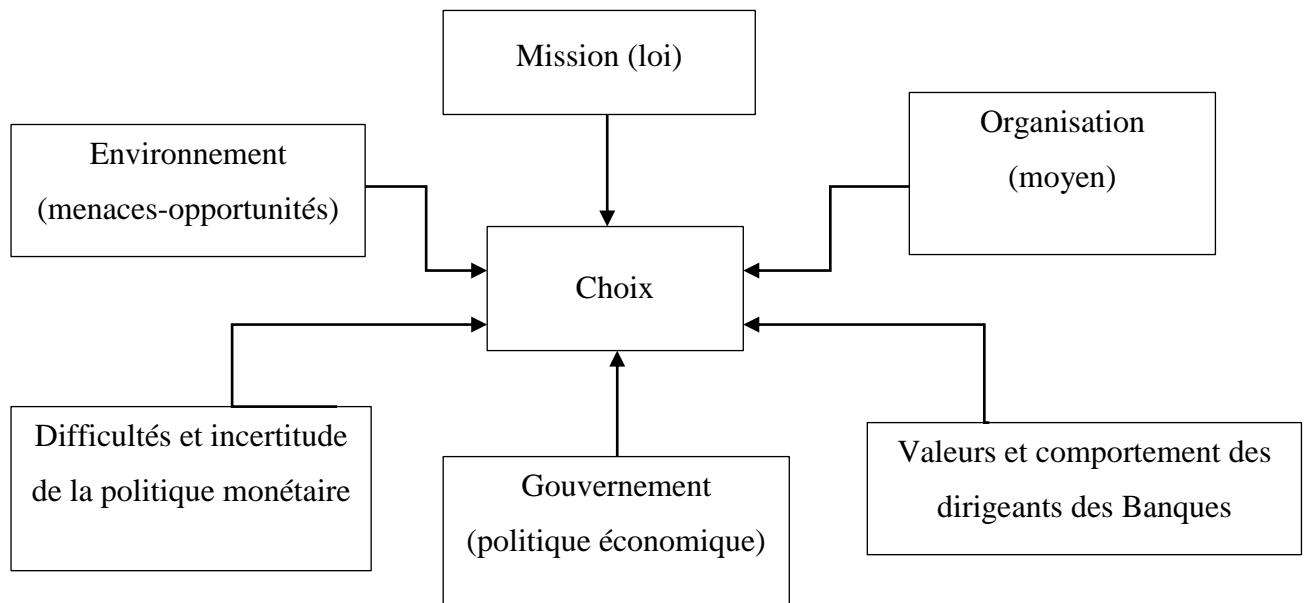 Mission (loi)
Organisation
(moyen)
Environnement
(menaces-opportunités)
Choix
Difficultés et incertitude
de la politique monétaire
Gouvernement
(politique économique)
Valeurs et comportement des
dirigeants des Banques